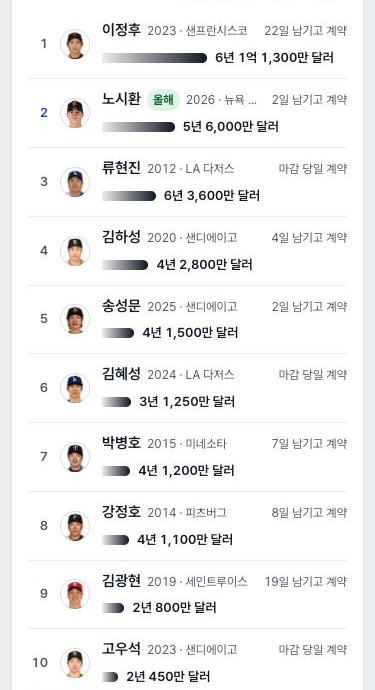 1 이정후 2023 · 샌프란시스코 22일 남기고 계약
6년 1억 1,300만 달러
2 노시환 올해 2026 · 뉴욕 ... 2일 남기고 계약
5년 6,000만 달러
3 류현진 2012 · LA 다저스 마감 당일 계약
6년 3,600만 달러
4 김하성 2020 · 샌디에이고 4일 남기고 계약
4년 2,800만 달러
5 송성문 2025 · 샌디에이고 2일 남기고 계약
4년 1,500만 달러
6 김혜성 2024 · LA 다저스 마감 당일 계약
3년 1,250만 달러
7 박병호 2015 · 미네소타 7일 남기고 계약
4년 1,200만 달러
8 강정호 2014 · 피츠버그 8일 남기고 계약
4년 1,100만 달러
9 김광현 2019 · 세인트루이스 19일 남기고 계약
2년 800만 달러
10 고우석 2023 · 샌디에이고 마감 당일 계약
2년 450만 달러